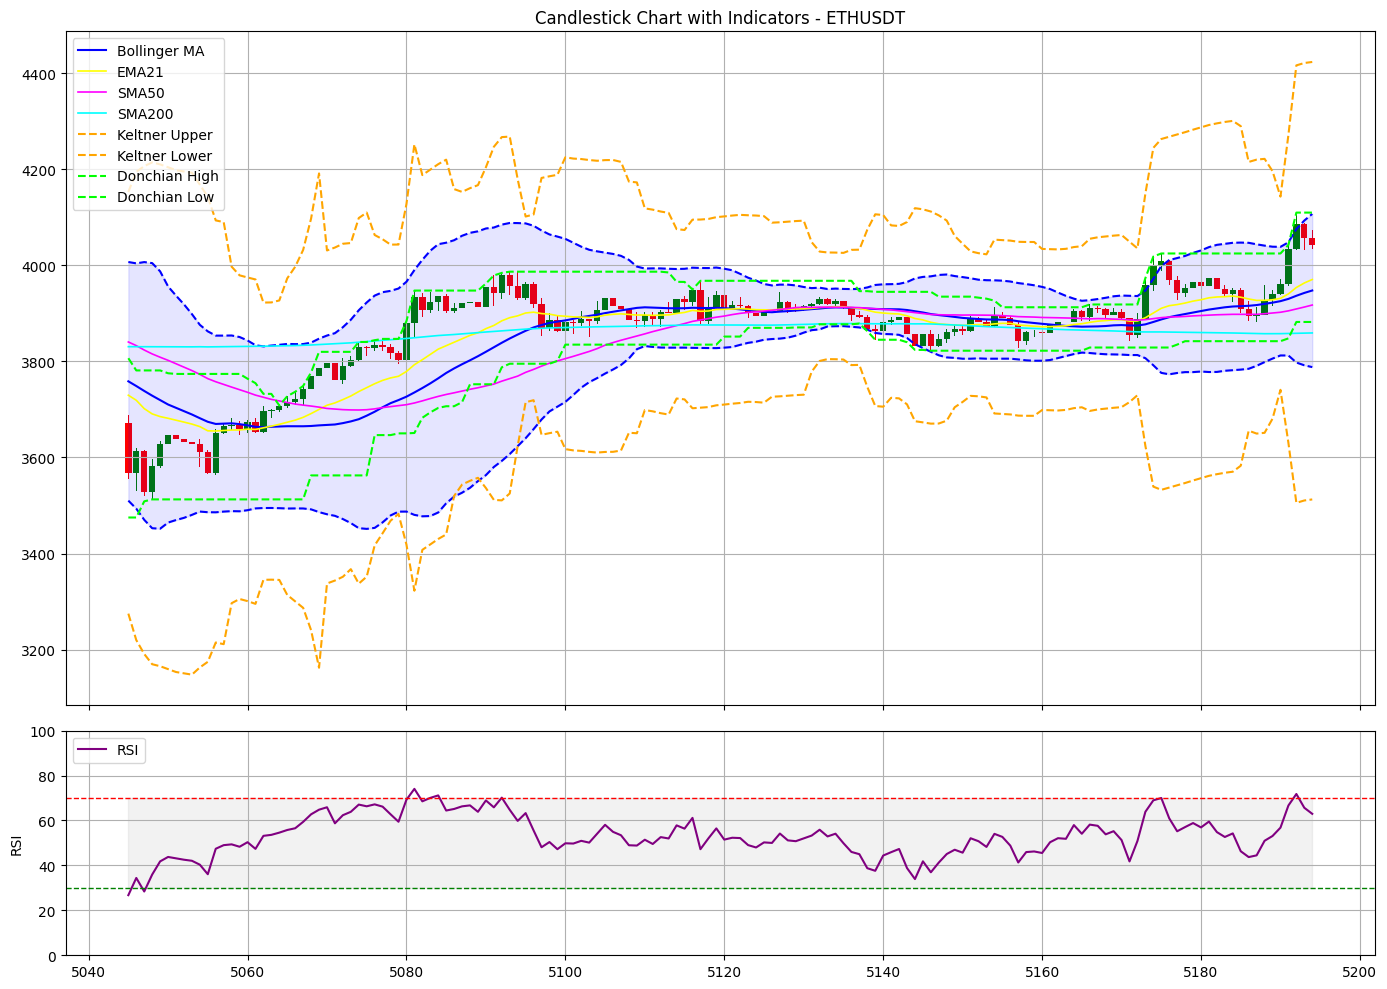 Candlestick Chart with Indicators - ETHUSDT
Bollinger MA
EMA21
SMA50
SMA200
Keltner Upper
Keltner Lower
Donchian High
Donchian Low
4400
4200
4000
3800
3600
3400
3200
RSI
100
80
60
40
20
0
RSI
5040
5060
5080
5100
5120
5140
5160
5180
5200